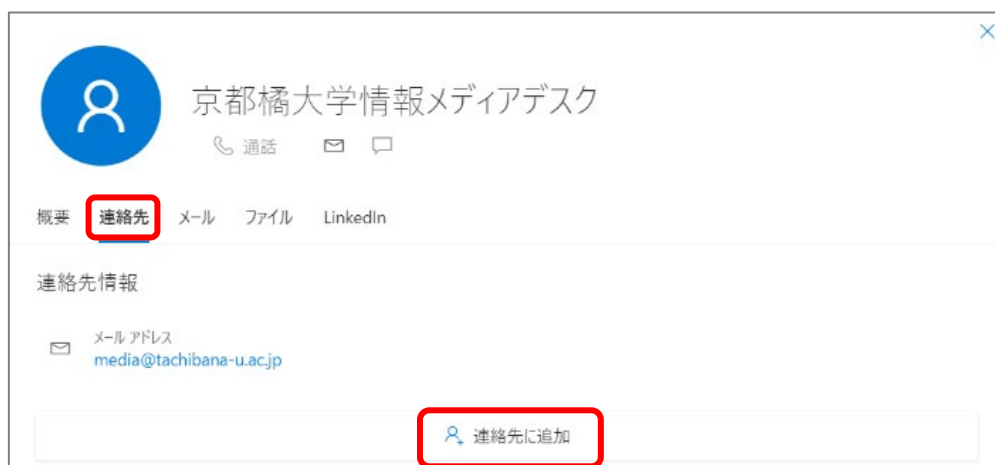 京都橘大学情報メディアデスク
通話
概要 連絡先 メール ファイル LinkedIn
連絡先情報
メール アドレス
media@tachibana-u.ac.jp
連絡先に追加